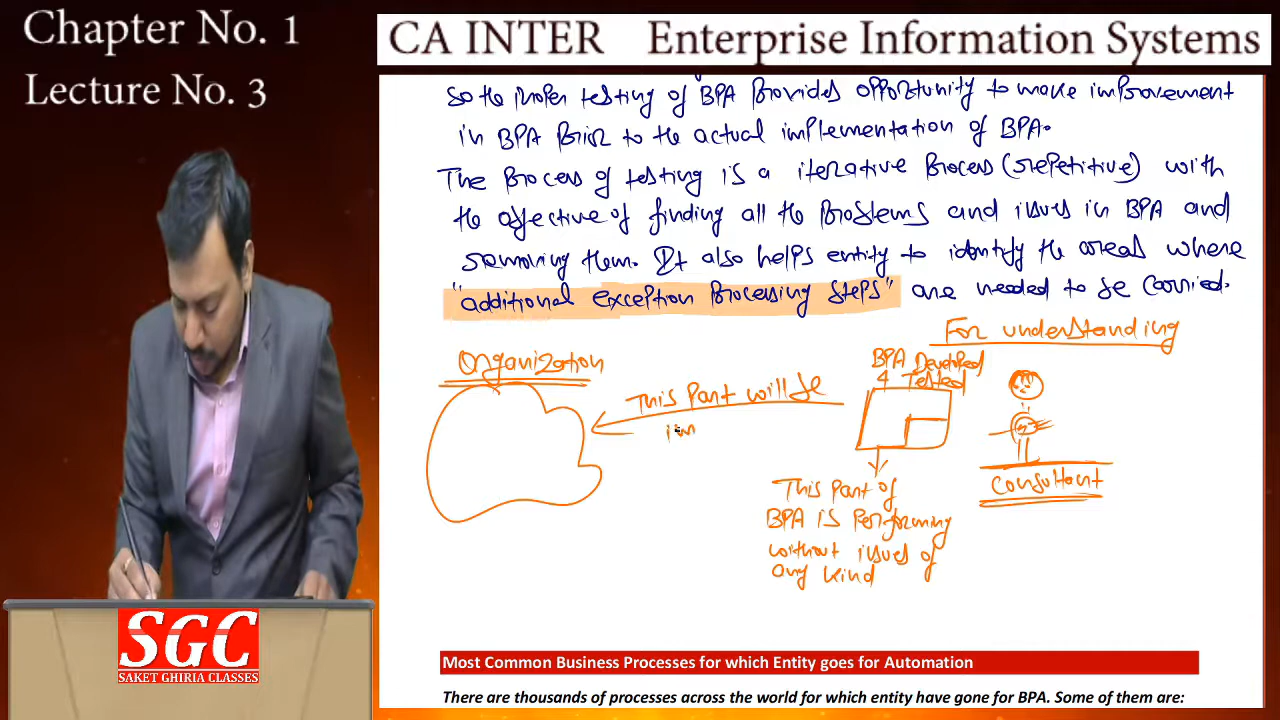 Chapter No. 1
Lecture No. 3
CA INTER Enterprise Information Systems
So the Proper testing of BPA Provides opportunity to make improvement
in BPA Prior to the actual implementation of BPA.
The Process of testing is a iterative Process (repetitive) with
the objective of finding all the Problems and issues in BPA and
removing them. It also helps entity to identify the areas where
"additional exception Processing steps" are needed to be carried.
For understanding
Organization
BPA Developed
& Tested
This Part will be
im
This Part of
BPA is Performing
without issues of
any kind
Consultant
SGC
SAKET GHIRIA CLASSES
Most Common Business Processes for which Entity goes for Automation
There are thousands of processes across the world for which entity have gone for BPA. Some of them are: